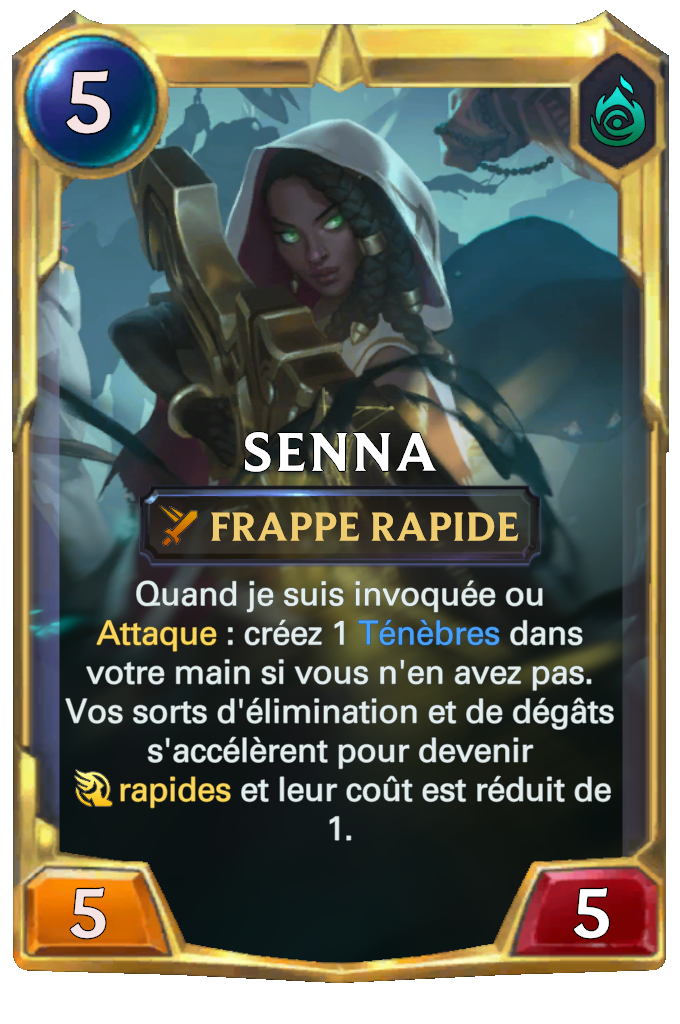 5
SENNA
FRAPPE RAPIDE
Quand je suis invoquée ou
Attaque : créez 1 Ténèbres dans
votre main si vous n'en avez pas.
Vos sorts d'élimination et de dégâts
s'accélèrent pour devenir
rapides et leur coût est réduit de
1.
5 5